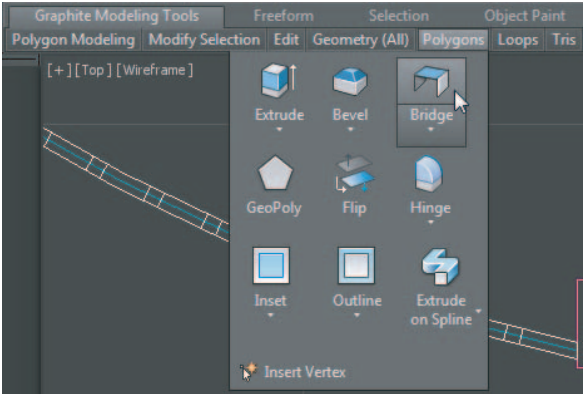 Graphite Modeling Tools Freeform Selection Object Paint
Polygon Modeling Modify Selection Edit Geometry (All) Polygons Loops Tris
[+][Top][Wireframe]
Extrude Bevel Bridge
GeoPoly Flip Hinge
Inset Outline Extrude
on Spline
Insert Vertex